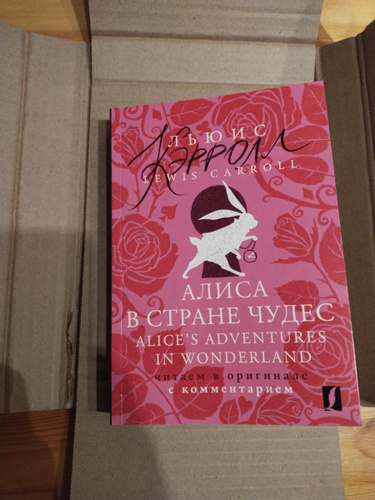 ЛЬЮИС
КЭРРОЛЛ
LEWIS CARROLL
АЛИСА
В СТРАНЕ ЧУДЕС
ALICE'S ADVENTURES
IN WONDERLAND
читаем в оригинале
с комментарием